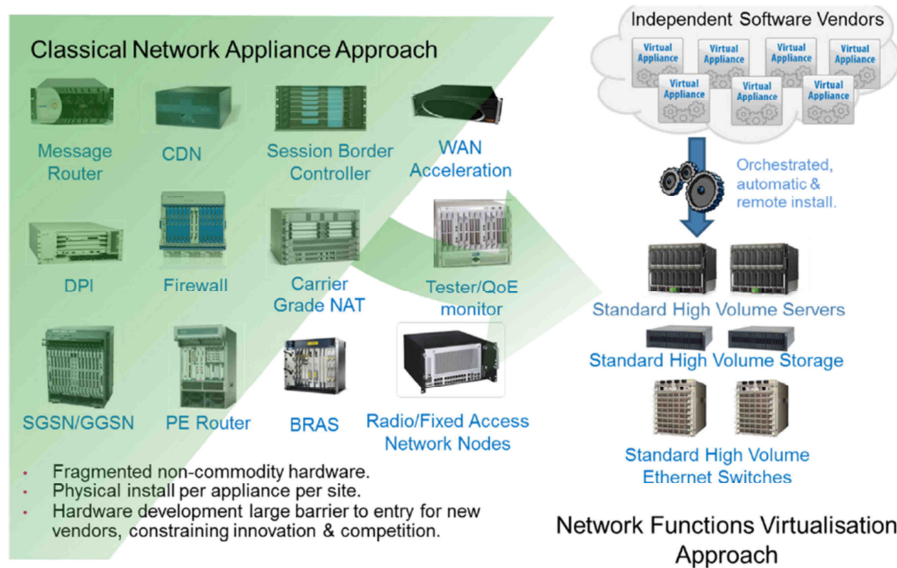 Classical Network Appliance Approach
Message
Router
CDN
Session Border
Controller
WAN
Acceleration
DPI
Firewall
Carrier
Grade NAT
Tester/QoE
monitor
SGSN/GGSN
PE Router
BRAS
Radio/Fixed Access
Network Nodes
• Fragmented non-commodity hardware.
• Physical install per appliance per site.
• Hardware development large barrier to entry for new
vendors, constraining innovation & competition.
Independent Software Vendors
Virtual
Appliance
Virtual
Appliance
Virtual
Appliance
Virtual
Appliance
Virtual
Appliance
Virtual
Appliance
Virtual
Appliance
Orchestrated,
automatic &
remote install.
Standard High Volume Servers
Standard High Volume Storage
Standard High Volume
Ethernet Switches
Network Functions Virtualisation
Approach